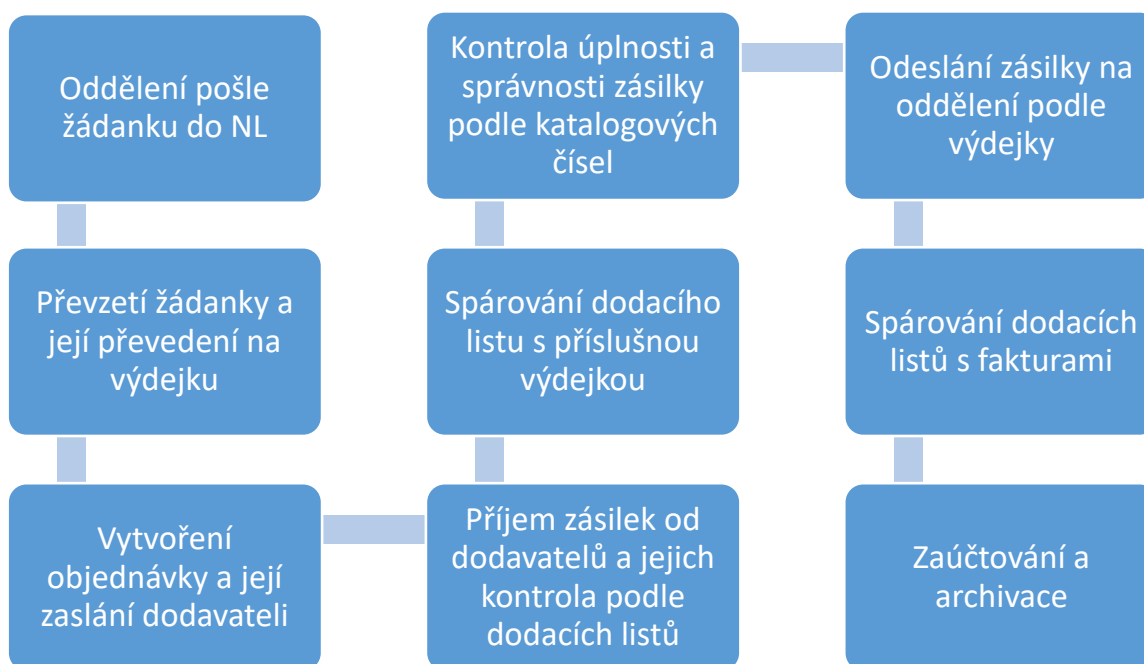 Oddělení pošle
žádanku do NL
Převzetí žádanky a
její převedení na
výdejku
Vytvoření
objednávky a její
zaslání dodavateli
Příjem zásilek od
dodavatelů a jejich
kontrola podle
dodacích listů
Spárování dodacího
listu s příslušnou
výdejkou
Kontrola úplnosti a
správnosti zásilky
podle katalogových
čísel
Odeslání zásilky na
oddělení podle
výdejky
Spárování dodacích
listů s fakturami
Zaúčtování a
archivace